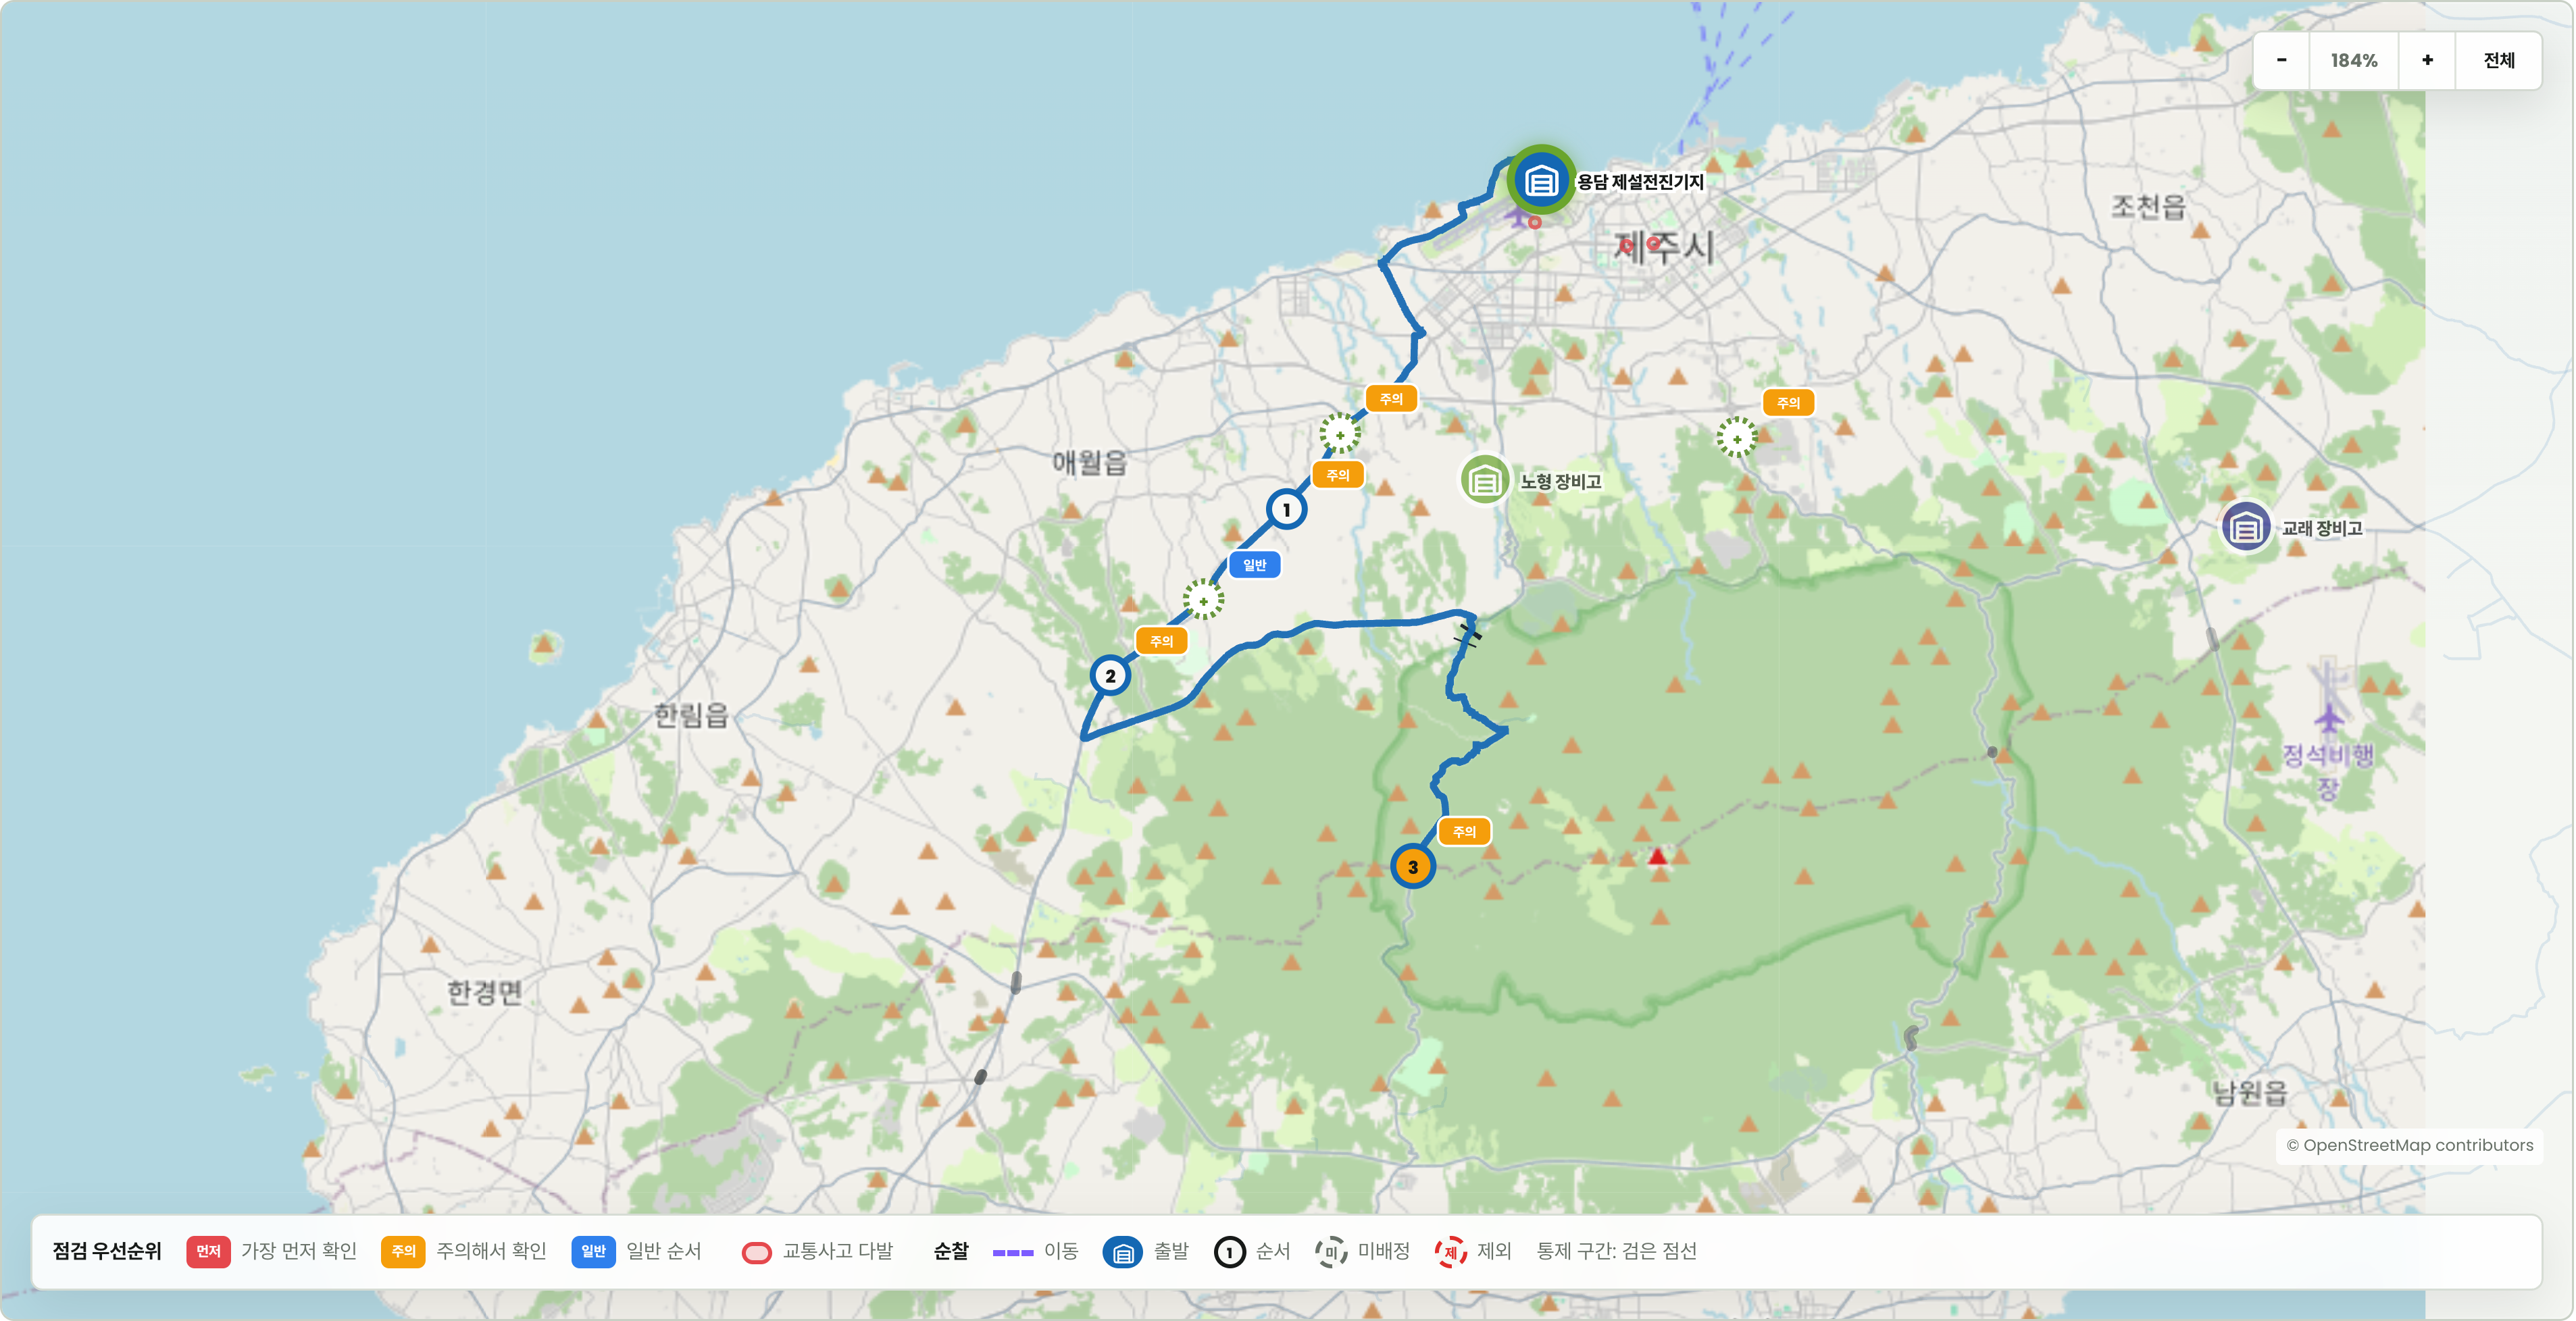 - 184% + 전체
용담 제설전진기지
제주시
조천읍
주의
주의
+
+
애월읍
주의
노형 장비고
1
교래 장비고
일반
+
주의
2
한림읍
정석비행
장
주의
3
한경면
남원읍
© OpenStreetMap contributors
점검 우선순위 먼저 가장 먼저 확인 주의 주의해서 확인 일반 일반 순서 교통사고 다발 순찰 이동 출발 1 순서 미 미배정 제 제외 통제 구간: 검은 점선